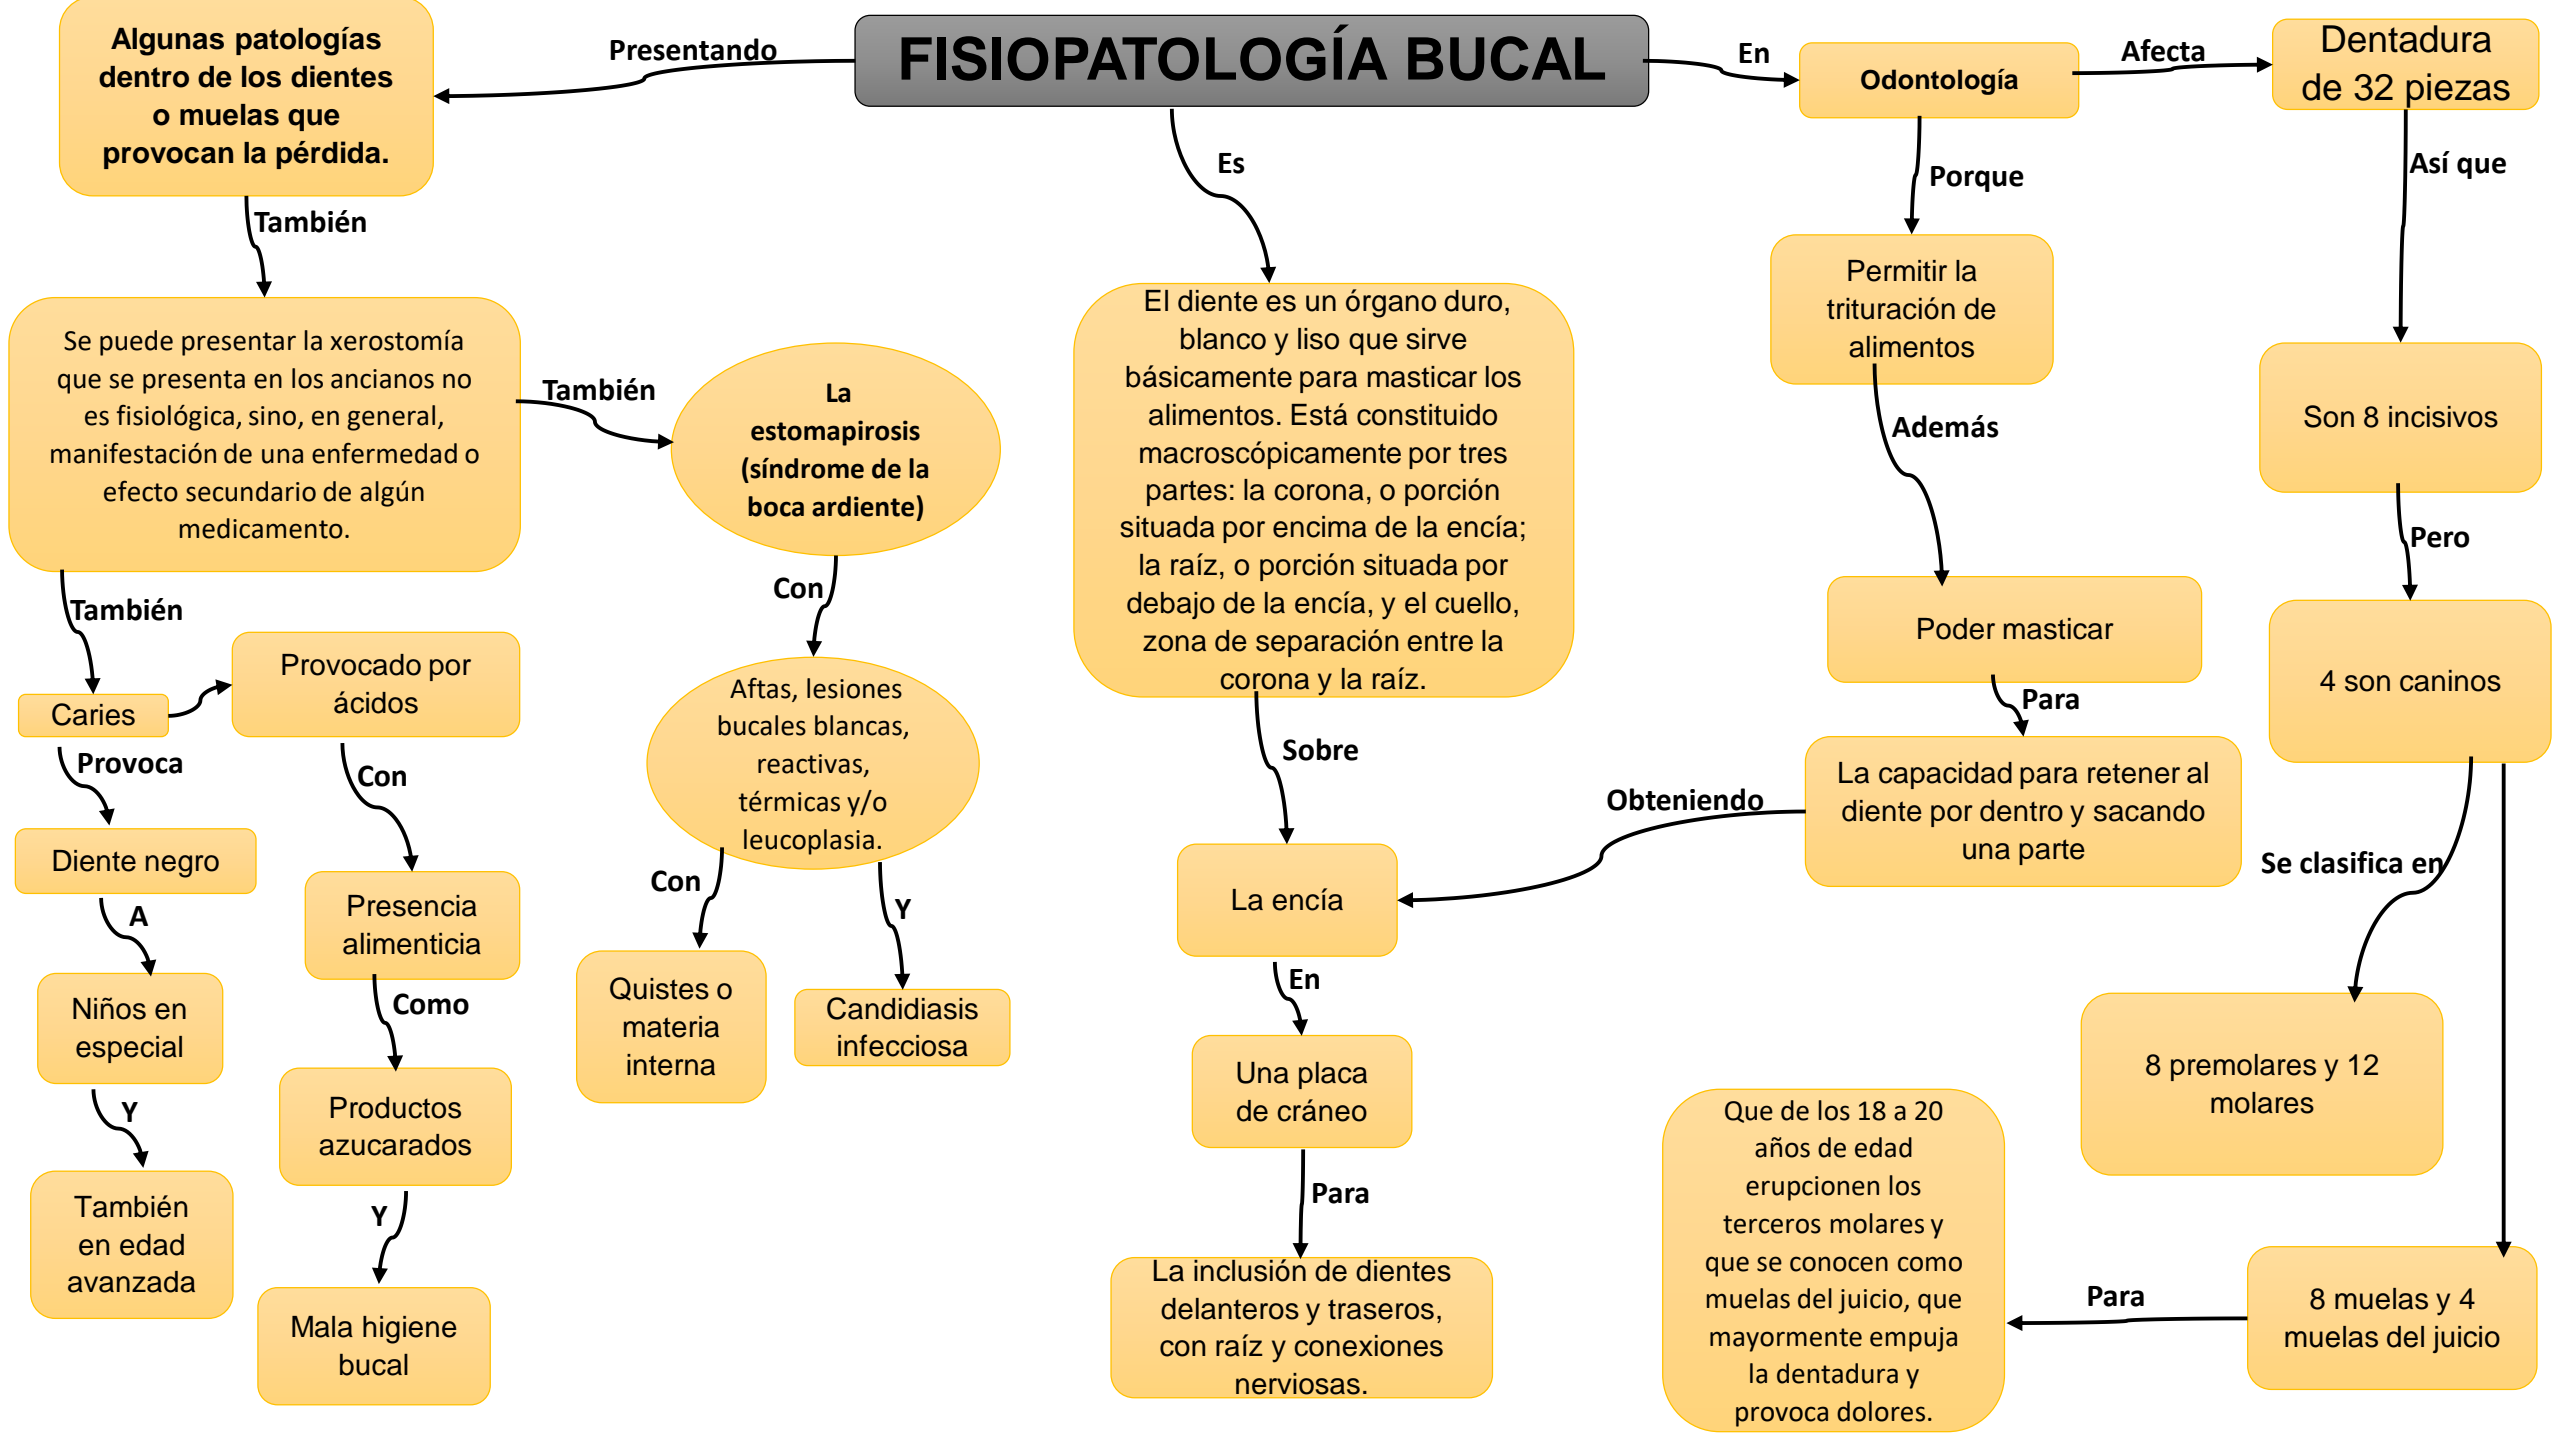 FISIOPATOLOGÍA BUCAL
Presentando
Algunas patologías
dentro de los dientes
o muelas que
provocan la pérdida.
También
Se puede presentar la xerostomía
que se presenta en los ancianos no
es fisiológica, sino, en general,
manifestación de una enfermedad o
efecto secundario de algún
medicamento.
También
La
estomapirosis
(síndrome de la
boca ardiente)
Con
Aftas, lesiones
bucales blancas,
reactivas,
térmicas y/o
leucoplasia.
Con
Quistes o
materia
interna
Y
Candidiasis
infecciosa
También
Caries
Provocado por
ácidos
Provoca
Diente negro
A
Niños en
especial
Y
También
en edad
avanzada
Con
Presencia
alimenticia
Como
Productos
azucarados
Y
Mala higiene
bucal
Es
El diente es un órgano duro,
blanco y liso que sirve
básicamente para masticar los
alimentos. Está constituido
macroscópicamente por tres
partes: la corona, o porción
situada por encima de la encía;
la raíz, o porción situada por
debajo de la encía, y el cuello,
zona de separación entre la
corona y la raíz.
Sobre
La encía
En
Una placa
de cráneo
Para
La inclusión de dientes
delanteros y traseros,
con raíz y conexiones
nerviosas.
En
Odontología
Porque
Permitir la
trituración de
alimentos
Además
Poder masticar
Para
La capacidad para retener al
diente por dentro y sacando
una parte
Obteniendo
Afecta
Dentadura
de 32 piezas
Así que
Son 8 incisivos
Pero
4 son caninos
Se clasifica en
8 premolares y 12
molares
8 muelas y 4
muelas del juicio
Para
Que de los 18 a 20
años de edad
erupcionen los
terceros molares y
que se conocen como
muelas del juicio, que
mayormente empuja
la dentadura y
provoca dolores.